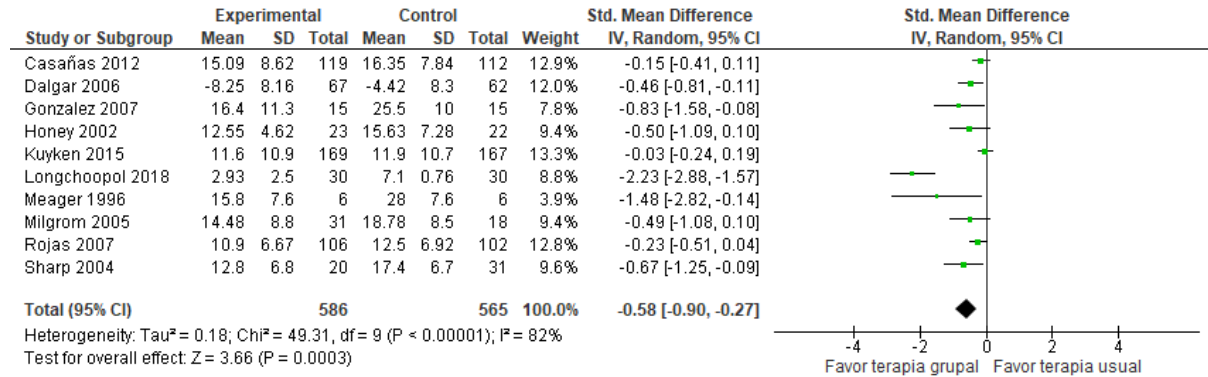 Experimental Control Std. Mean Difference Std. Mean Difference
Study or Subgroup Mean SD Total Mean SD Total Weight IV, Random, 95% CI IV, Random, 95% CI
Casañas 2012 15.09 8.62 119 16.35 7.84 112 12.9% -0.15 [-0.41, 0.11]
Dalgar 2006 -8.25 8.16 67 -4.42 8.3 62 12.0% -0.46 [-0.81, -0.11]
Gonzalez 2007 16.4 11.3 15 25.5 10 15 7.8% -0.83 [-1.58, -0.08]
Honey 2002 12.55 4.62 23 15.63 7.28 22 9.4% -0.50 [-1.09, 0.10]
Kuyken 2015 11.6 10.9 169 11.9 10.7 167 13.3% -0.03 [-0.24, 0.19]
Longchoopol 2018 2.93 2.5 30 7.1 0.76 30 8.8% -2.23 [-2.88, -1.57]
Meager 1996 15.8 7.6 6 28 7.6 6 3.9% -1.48 [-2.82, -0.14]
Milgrom 2005 14.48 8.8 31 18.78 8.5 18 9.4% -0.49 [-1.08, 0.10]
Rojas 2007 10.9 6.67 106 12.5 6.92 102 12.8% -0.23 [-0.51, 0.04]
Sharp 2004 12.8 6.8 20 17.4 6.7 31 9.6% -0.67 [-1.25, -0.09]
Total (95% CI) 586 565 100.0% -0.58 [-0.90, -0.27]
Heterogeneity: Tau² = 0.18; Chi² = 49.31, df = 9 (P < 0.00001); I² = 82%
Test for overall effect: Z = 3.66 (P = 0.0003)
-4 -2 0 2 4
Favor terapia grupal Favor terapia usual